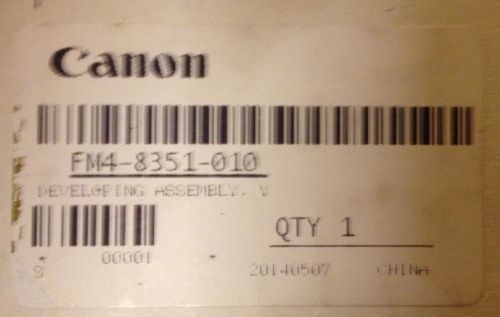 Canon
FM4-8351-010
DEVELOPING ASSEMBLY, Y
QTY 1
S 00001
20140507 CHINA